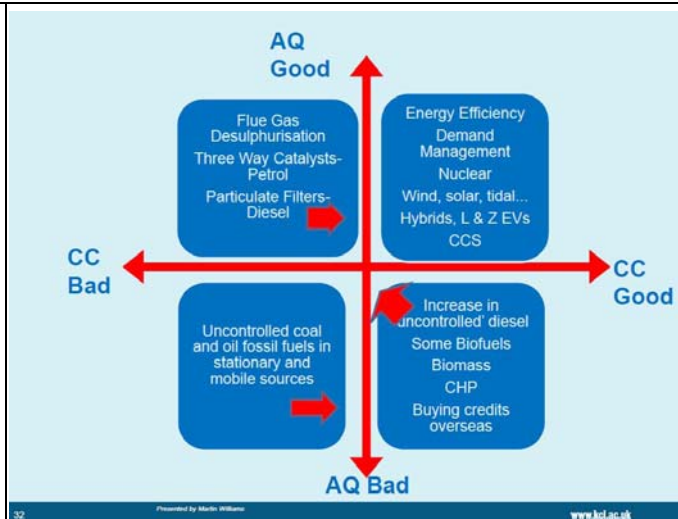 AQ
Good
Flue Gas
Desulphurisation
Three Way Catalysts-
Petrol
Particulate Filters-
Diesel
Energy Efficiency
Demand
Management
Nuclear
Wind, solar, tidal...
Hybrids, L & Z EVs
CCS
CC
Bad
CC
Good
Uncontrolled coal
and oil fossil fuels in
stationary and
mobile sources
Increase in
uncontrolled' diesel
Some Biofuels
Biomass
CHP
Buying credits
overseas
AQ Bad
32
Presented by Martin Williams
www.kcl.ac.uk